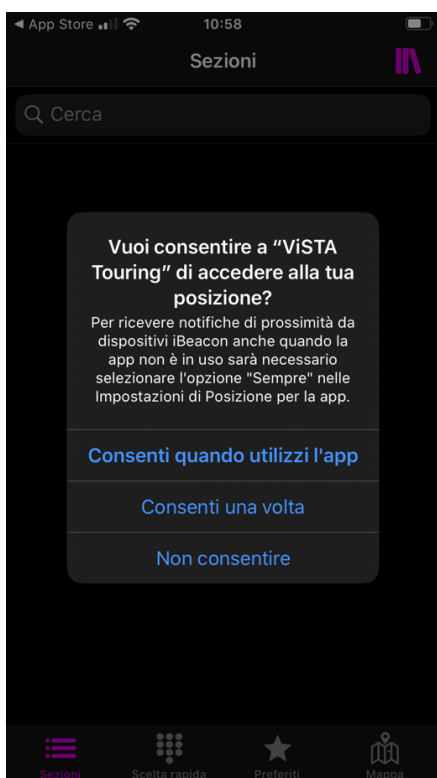 App Store
10:58
Sezioni
Cerca
Vuoi consentire a “ViSTA
Touring” di accedere alla tua
posizione?
Per ricevere notifiche di prossimità da
dispositivi iBeacon anche quando la
app non è in uso sarà necessario
selezionare l'opzione "Sempre" nelle
Impostazioni di Posizione per la app.
Consenti quando utilizzi l'app
Consenti una volta
Non consentire
Sezioni Scelta rapida Preferiti Mappa